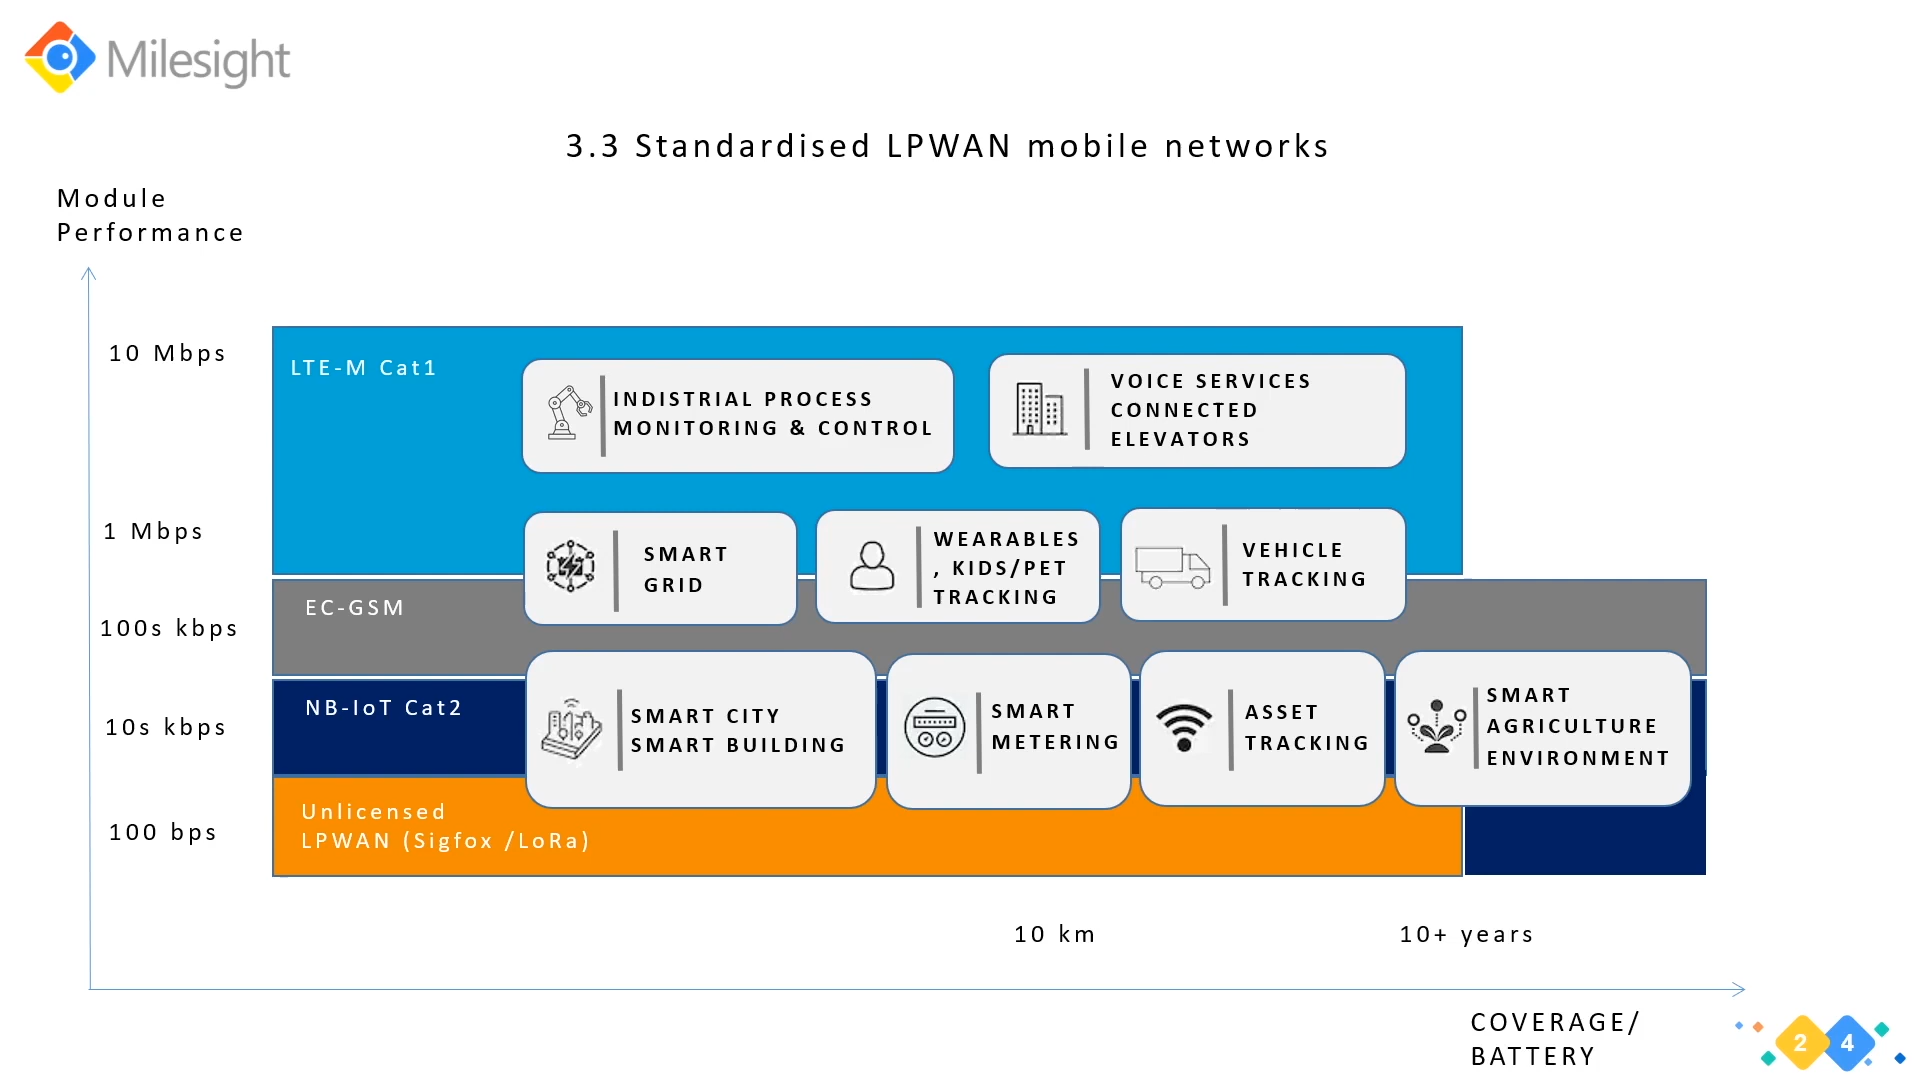 Milesight
3.3 Standardised LPWAN mobile networks
Module
Performance
10 Mbps
LTE-M Cat1
INDISTRIAL PROCESS
MONITORING & CONTROL
VOICE SERVICES
CONNECTED
ELEVATORS
1 Mbps
SMART
GRID
WEARABLES
, KIDS/PET
TRACKING
VEHICLE
TRACKING
EC-GSM
100s kbps
NB-IoT Cat2
10s kbps
SMART CITY
SMART BUILDING
SMART
METERING
ASSET
TRACKING
SMART
AGRICULTURE
ENVIRONMENT
Unlicensed
LPWAN (Sigfox /LoRa)
100 bps
10 km
10+ years
COVERAGE/
BATTERY
2 4